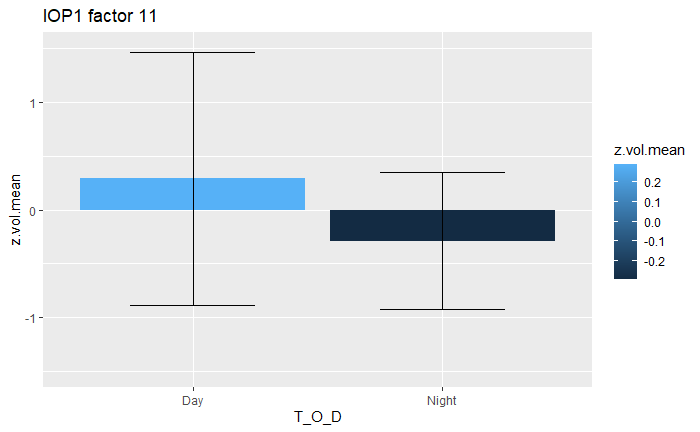 IOP1 factor 11
z.vol.mean
1
0
-1
Day
Night
T_O_D
z.vol.mean
0.2
0.1
0.0
-0.1
-0.2